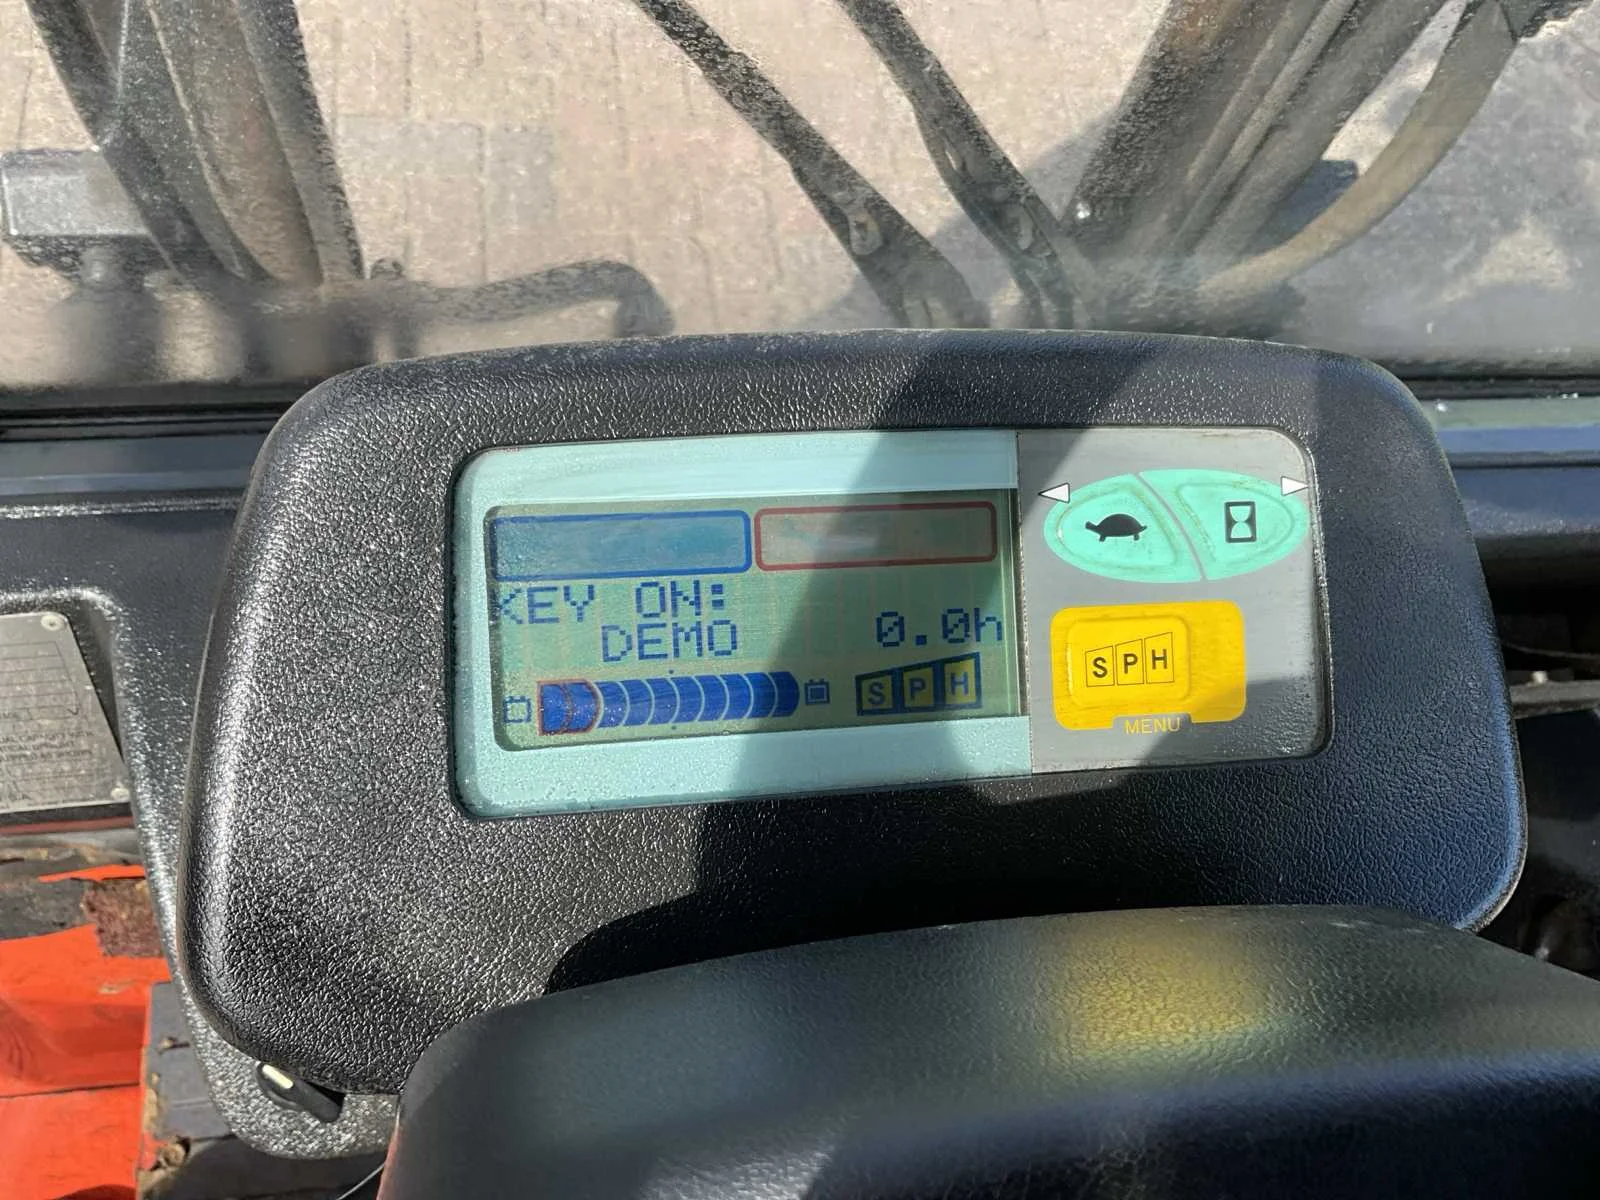 KEY ON:
DEMO 0.0h
S P H
S P H
MENU